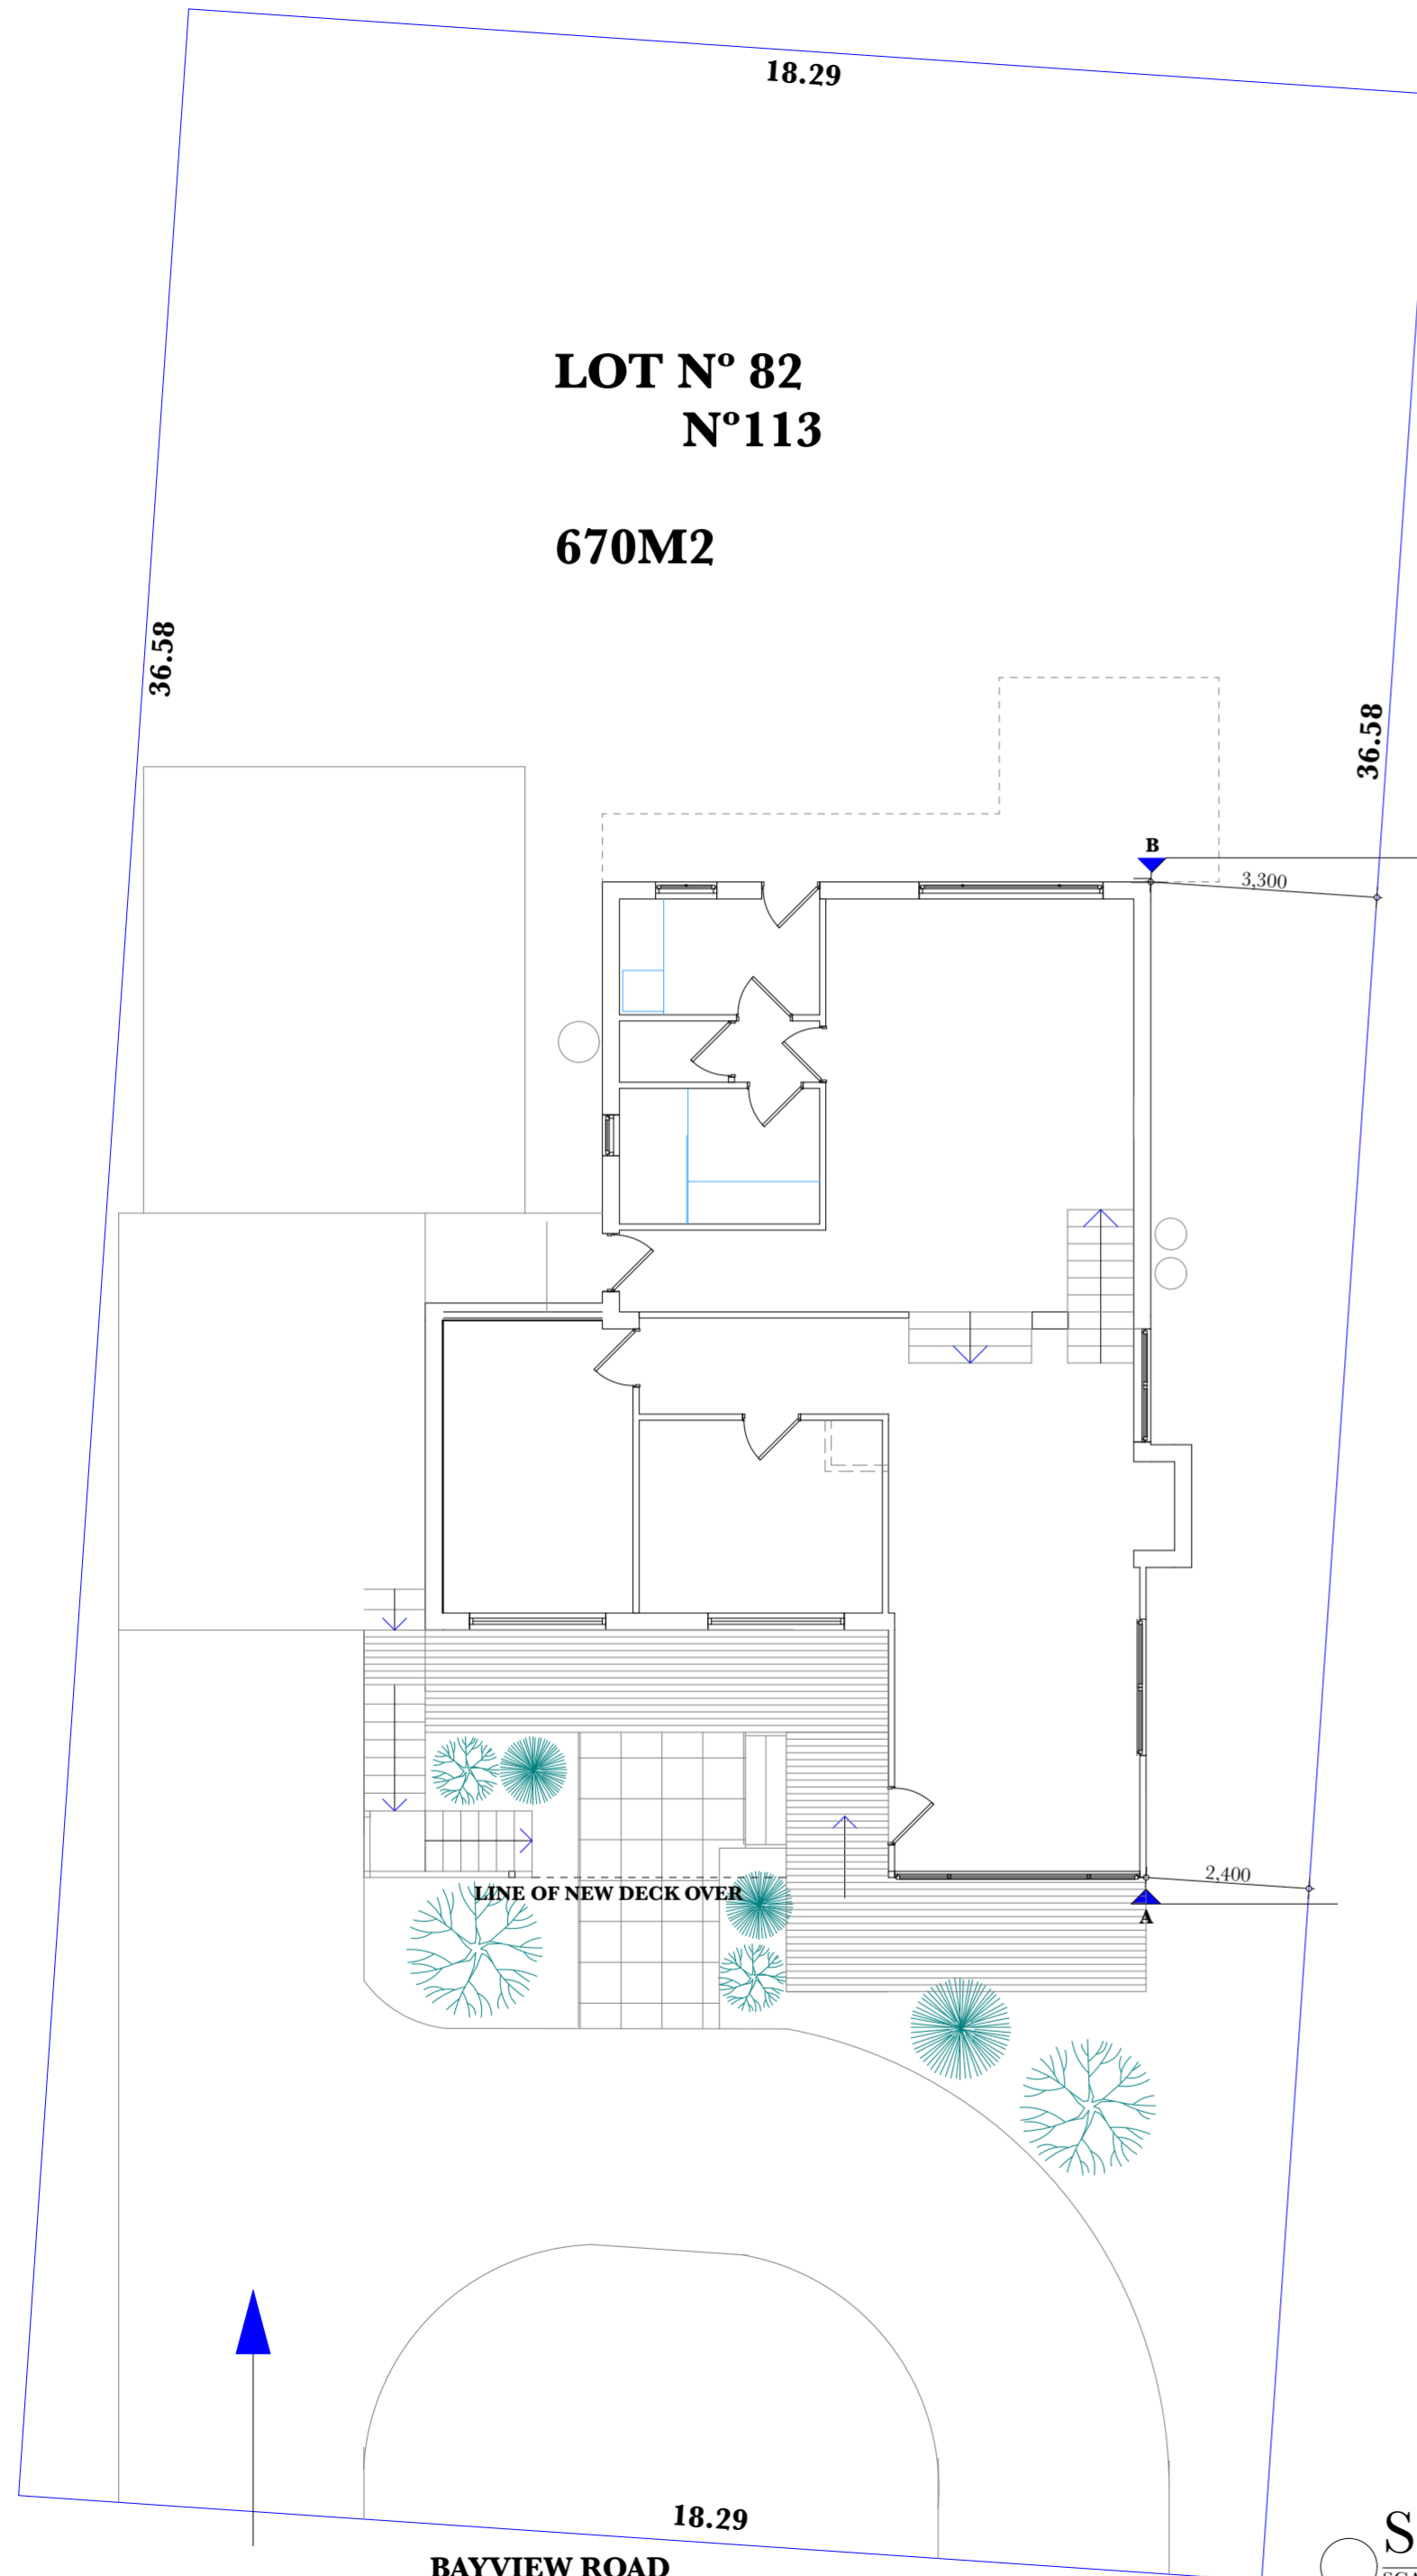 18.29
LOT Nº 82
Nº113
670M2
36.58
36.58
B
3,300
2,400
A
LINE OF NEW DECK OVER
18.29
BAYVIEW ROAD
S